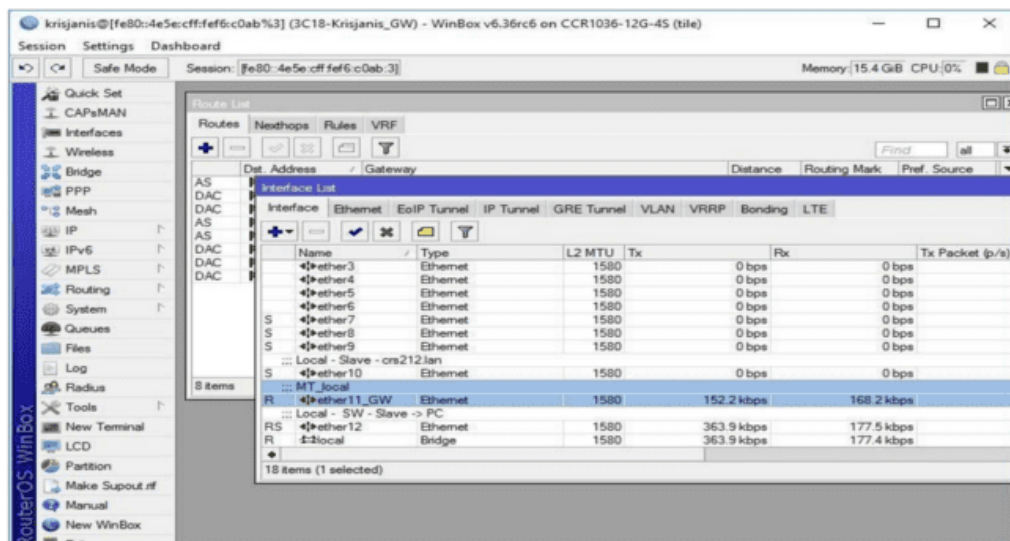 krisjanis@[fe80::4e5e:cff:fef6:c0ab%3] (3C18-Krisjanis_GW) - WinBox v6.36rc6 on CCR1036-12G-4S (tile)
Session Settings Dashboard
Safe Mode Session: [fe80::4e5e:cff:fef6:c0ab:3] Memory: 15.4 GiB CPU: 0%
Quick Set
CAPsMAN
Interfaces
Wireless
Bridge
PPP
Mesh
IP
IPv6
MPLS
Routing
System
Queues
Files
Log
Radius
Tools
New Terminal
LCD
Partition
Make Supout.rif
Manual
New WinBox
RouterOS WinBox
Route List
Routes Nexthops Rules VRF
Find all
Dst. Address Gateway Distance Routing Mark Pref. Source
AS
DAC
DAC
AS
AS
DAC
DAC
DAC
8 items
Interface List
Interface Ethernet EoIP Tunnel IP Tunnel GRE Tunnel VLAN VRRP Bonding LTE
Name Type L2 MTU Tx Rx Tx Packet (p/s)
ether3 Ethernet 1580 0 bps 0 bps
ether4 Ethernet 1580 0 bps 0 bps
ether5 Ethernet 1580 0 bps 0 bps
ether6 Ethernet 1580 0 bps 0 bps
S ether7 Ethernet 1580 0 bps 0 bps
S ether8 Ethernet 1580 0 bps 0 bps
S ether9 Ethernet 1580 0 bps 0 bps
;;; Local - Slave - crs212.lan
S ether10 Ethernet 1580 0 bps 0 bps
;;; MT_local
R ether11_GW Ethernet 1580 152.2 kbps 168.2 kbps
;;; Local - SW - Slave -> PC
RS ether12 Ethernet 1580 363.9 kbps 177.5 kbps
R local Bridge 1580 363.9 kbps 177.4 kbps
18 items (1 selected)